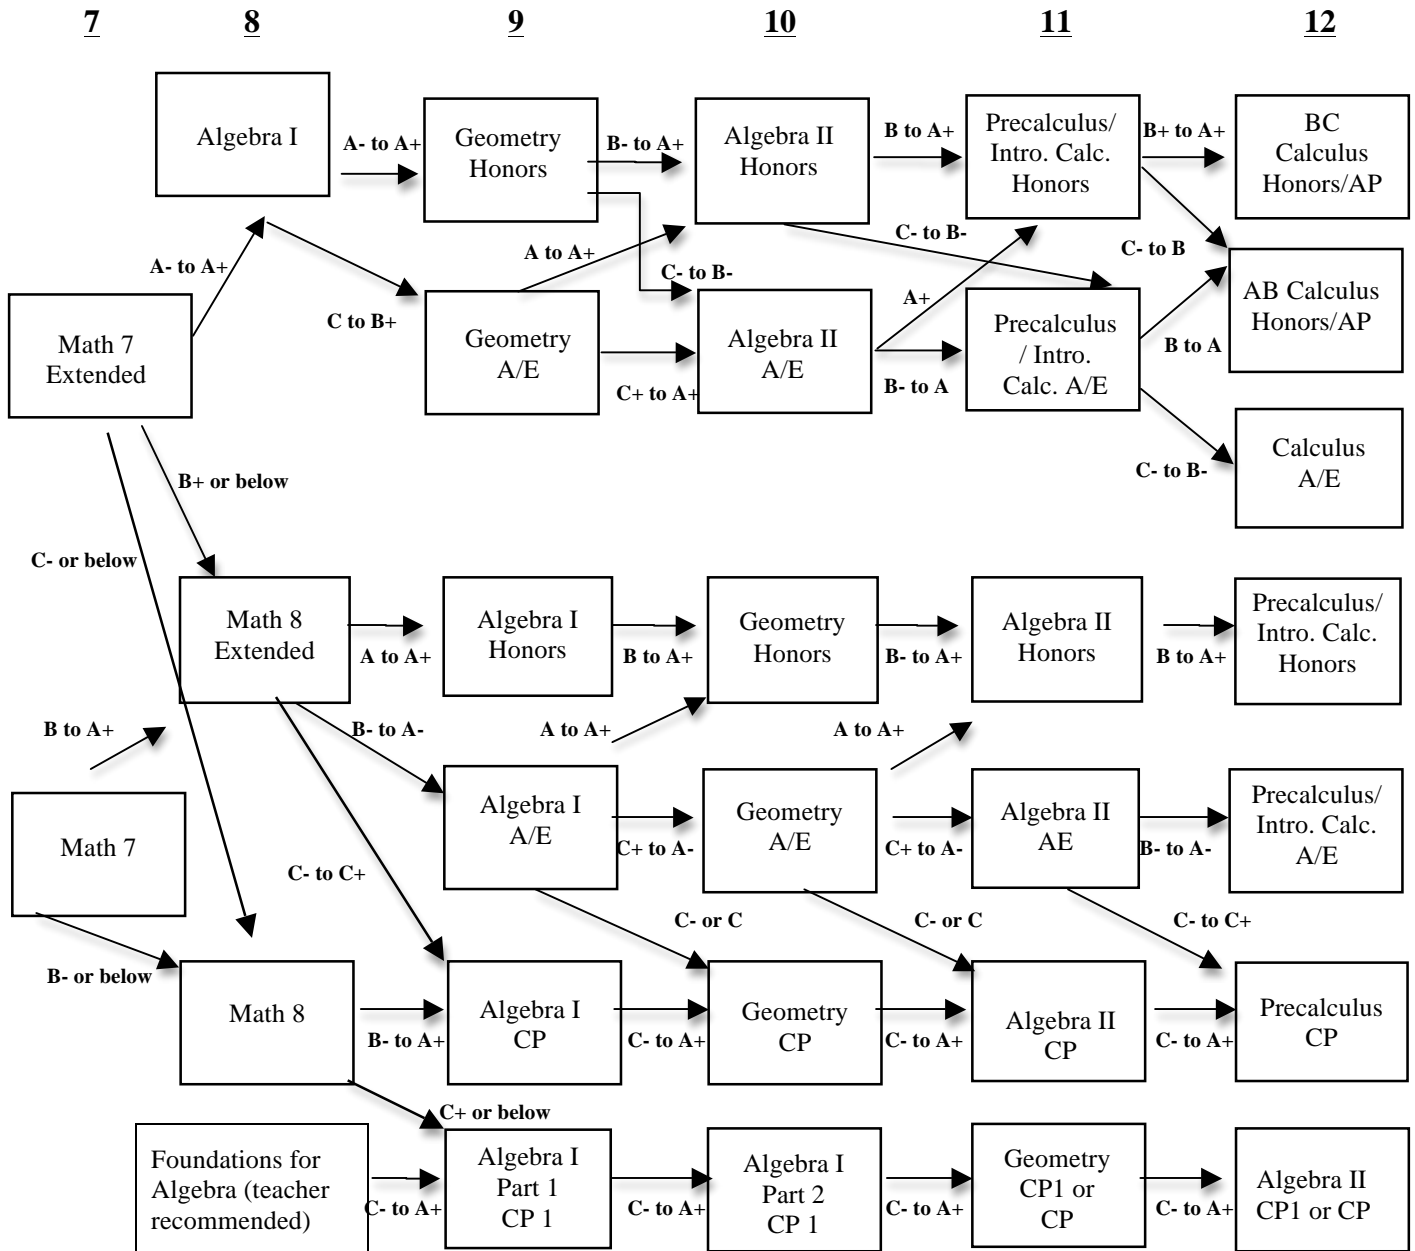 7 8 9 10 11 12
Algebra I
A- to A+
Geometry
Honors
B- to A+
Algebra II
Honors
B to A+
Precalculus/
Intro. Calc.
Honors
B+ to A+
BC
Calculus
Honors/AP
A- to A+
C to B+
A to A+
C- to B-
C- to B-
A+
C- to B
Math 7
Extended
Geometry
A/E
C+ to A+
Algebra II
A/E
B- to A
Precalculus
/ Intro.
Calc. A/E
B to A
AB Calculus
Honors/AP
C- to B-
Calculus
A/E
B+ or below
C- or below
Math 8
Extended
A to A+
Algebra I
Honors
B to A+
Geometry
Honors
B- to A+
Algebra II
Honors
B to A+
Precalculus/
Intro. Calc.
Honors
B to A+
B- to A-
A to A+
A to A+
Math 7
C- to C+
Algebra I
A/E
C+ to A-
Geometry
A/E
C+ to A-
Algebra II
AE
B- to A-
Precalculus/
Intro. Calc.
A/E
C- or C
C- or C
C- to C+
B- or below
Math 8
B- to A+
Algebra I
CP
C- to A+
Geometry
CP
C- to A+
Algebra II
CP
C- to A+
Precalculus
CP
C+ or below
Foundations for
Algebra (teacher
recommended)
C- to A+
Algebra I
Part 1
CP 1
C- to A+
Algebra I
Part 2
CP 1
C- to A+
Geometry
CP1 or
CP
C- to A+
Algebra II
CP1 or CP